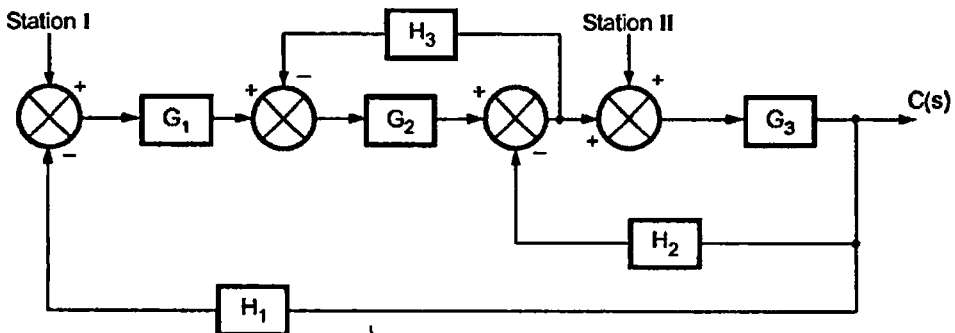 Station I
H3
Station II
+
−
+
+
+
G1
G2
G3
C(s)
−
−
+
H2
H1